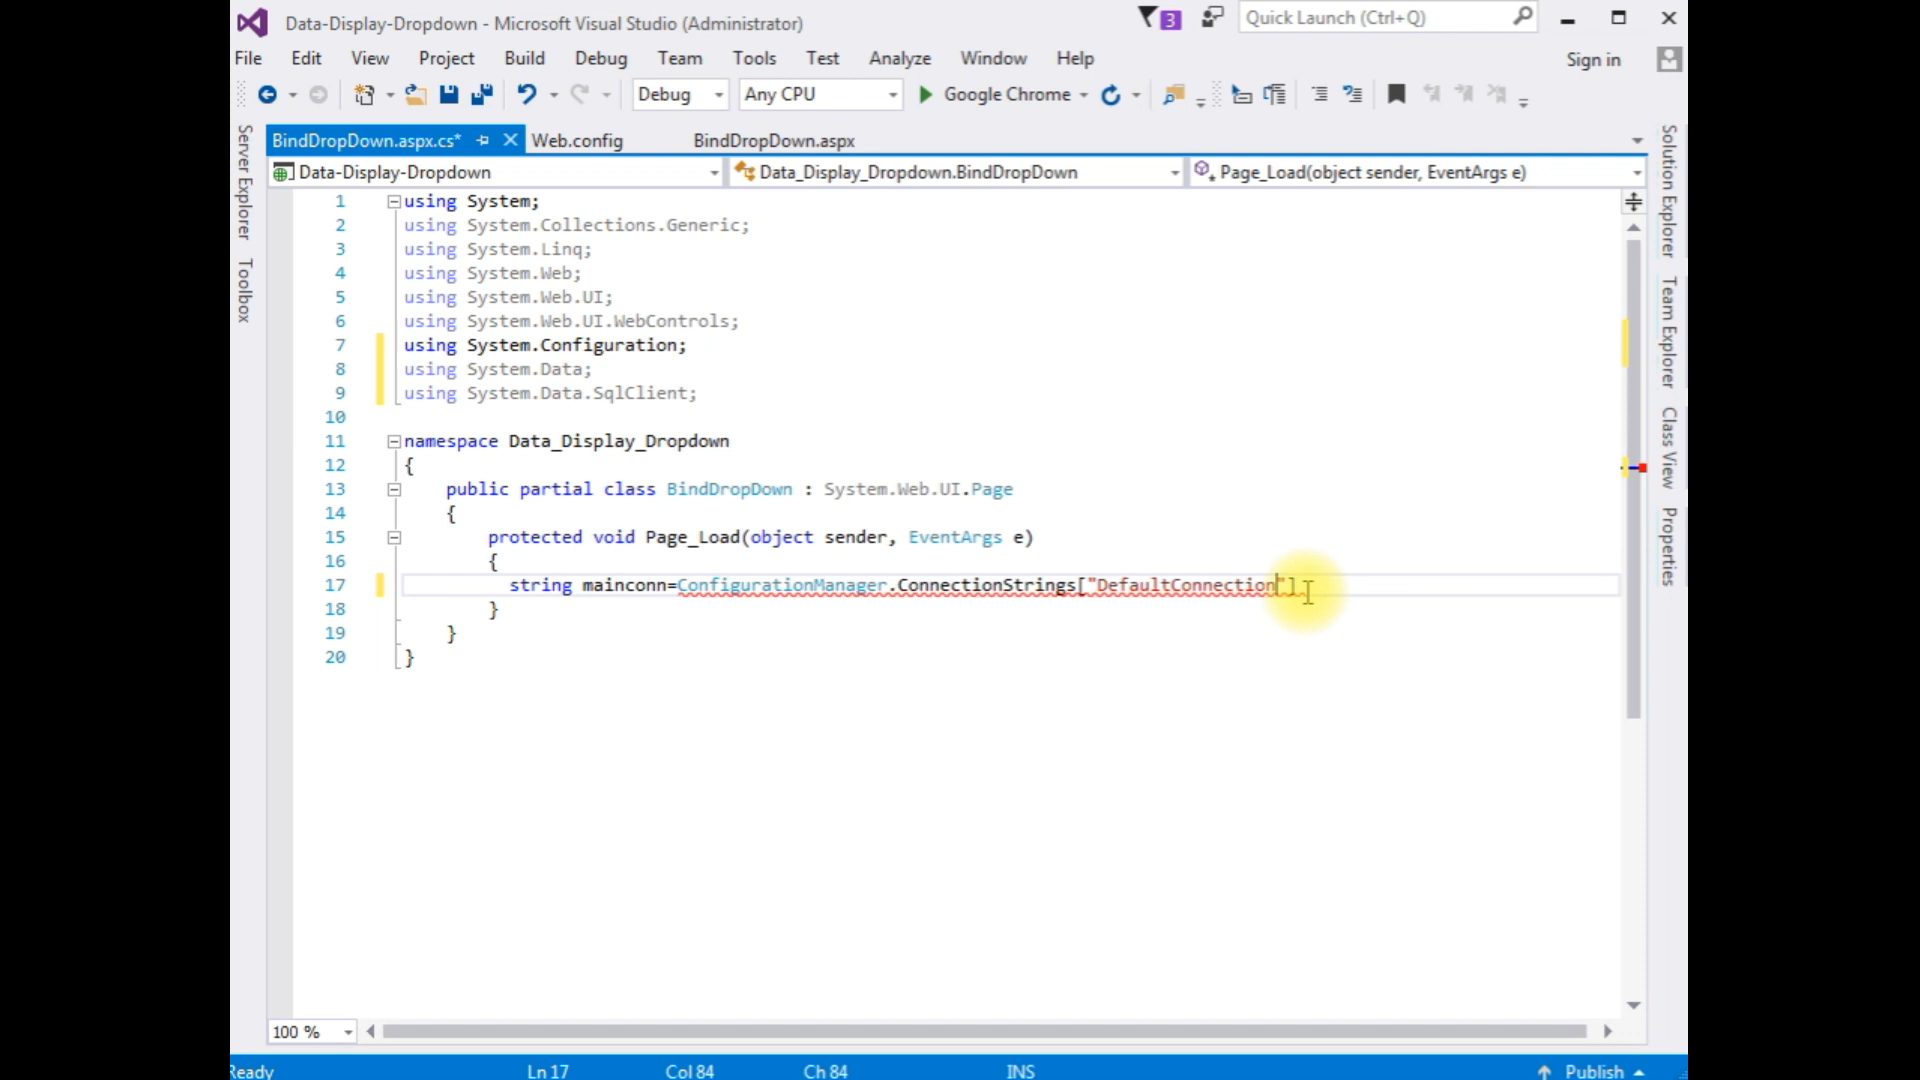 Data-Display-Dropdown - Microsoft Visual Studio (Administrator)
3
Quick Launch (Ctrl+Q)
File Edit View Project Build Debug Team Tools Test Analyze Window Help
Sign in
Debug
Any CPU
Google Chrome
BindDropDown.aspx.cs*
Web.config
BindDropDown.aspx
Data-Display-Dropdown
Data_Display_Dropdown.BindDropDown
Page_Load(object sender, EventArgs e)
Server Explorer
Toolbox
1 using System;
2 using System.Collections.Generic;
3 using System.Linq;
4 using System.Web;
5 using System.Web.UI;
6 using System.Web.UI.WebControls;
7 using System.Configuration;
8 using System.Data;
9 using System.Data.SqlClient;
10
11 namespace Data_Display_Dropdown
12 {
13 public partial class BindDropDown : System.Web.UI.Page
14 {
15 protected void Page_Load(object sender, EventArgs e)
16 {
17 string mainconn=ConfigurationManager.ConnectionStrings["DefaultConnection"]
18 }
19 }
20 }
Solution Explorer
Team Explorer
Class View
Properties
100 %
Ready
Ln 17
Col 84
Ch 84
INS
Publish